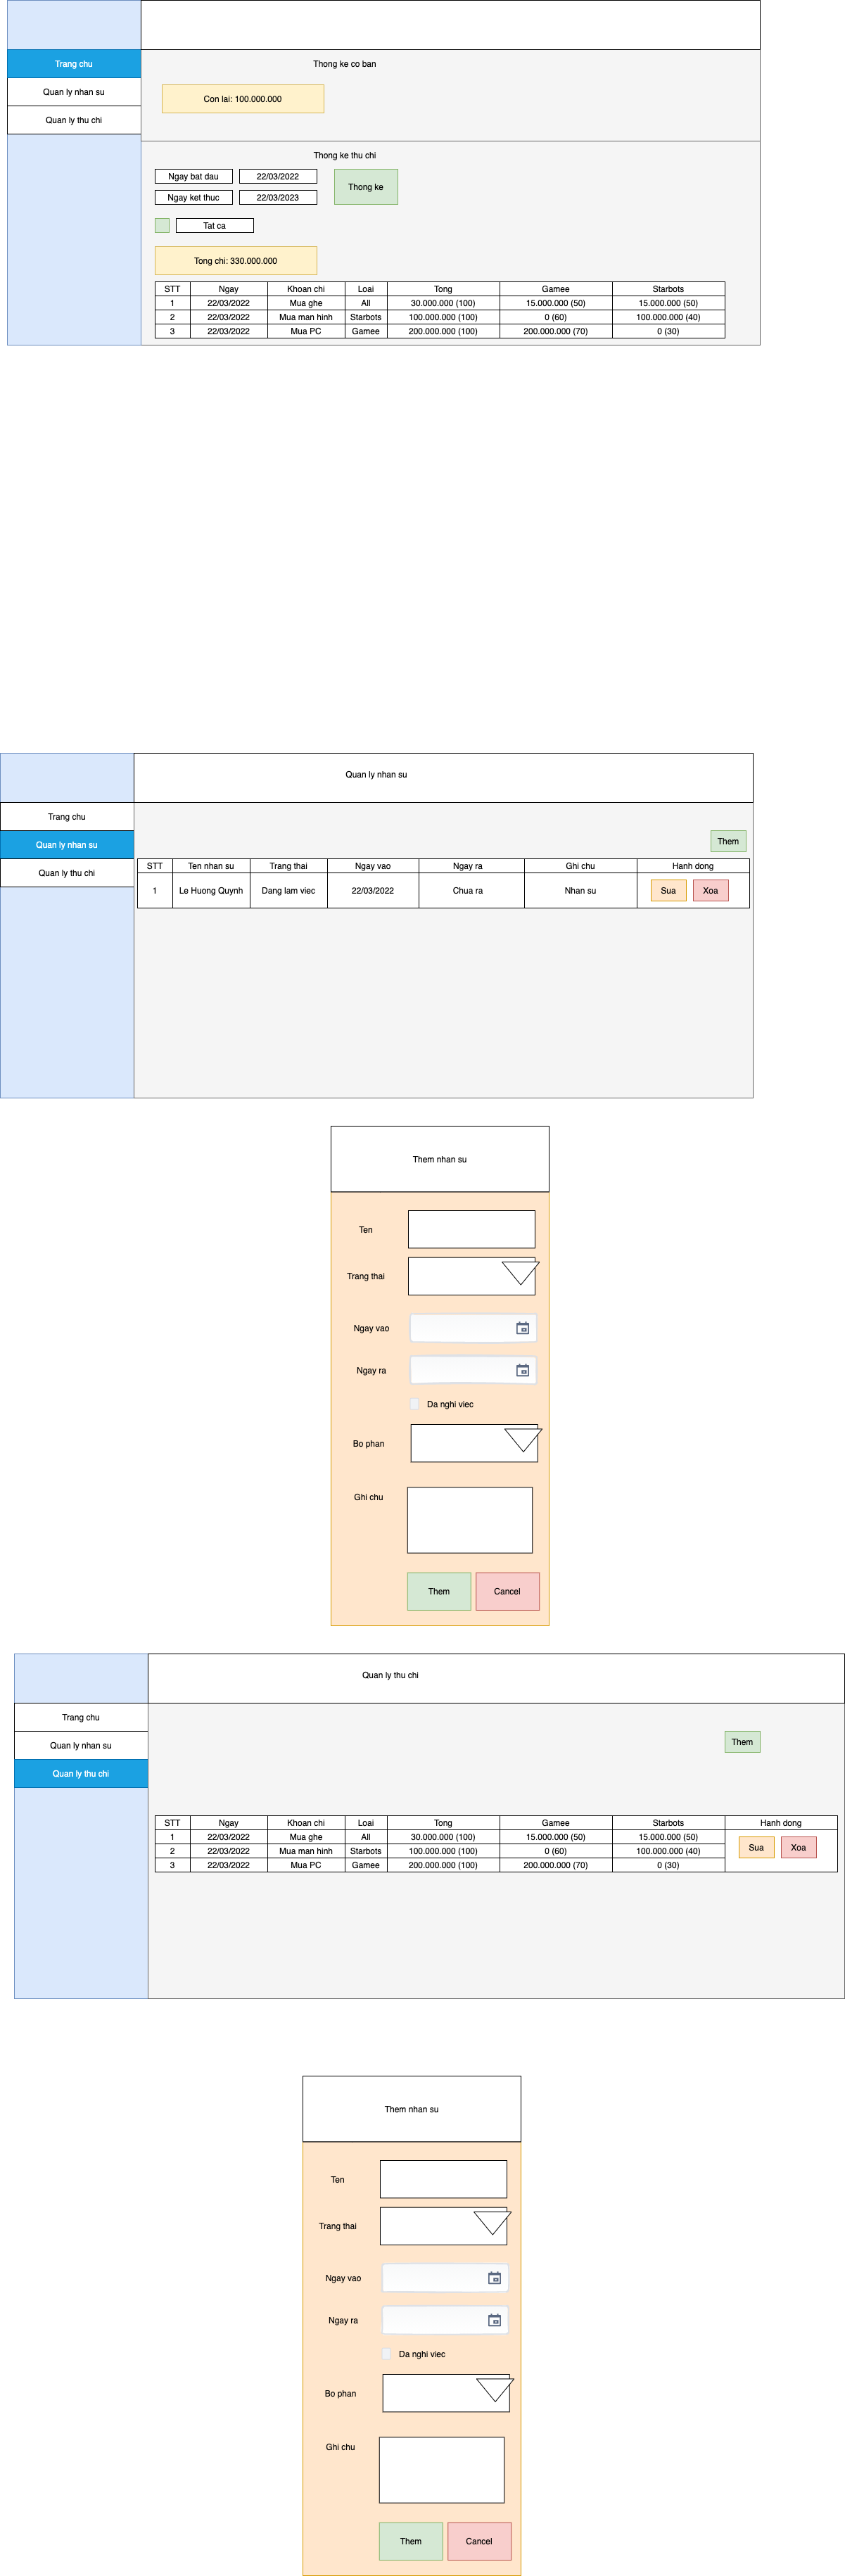 Trang chu
Quan ly nhan su
Quan ly thu chi
Thong ke co ban
Con lai: 100.000.000
Thong ke thu chi
Ngay bat dau 22/03/2022
Thong ke
Ngay ket thuc 22/03/2023
Tat ca
Tong chi: 330.000.000
STT Ngay Khoan chi Loai Tong Gamee Starbots
1 22/03/2022 Mua ghe All 30.000.000 (100) 15.000.000 (50) 15.000.000 (50)
2 22/03/2022 Mua man hinh Starbots 100.000.000 (100) 0 (60) 100.000.000 (40)
3 22/03/2022 Mua PC Gamee 200.000.000 (100) 200.000.000 (70) 0 (30)
Quan ly nhan su
Trang chu
Quan ly nhan su
Quan ly thu chi
Them
STT Ten nhan su Trang thai Ngay vao Ngay ra Ghi chu Hanh dong
1 Le Huong Quynh Dang lam viec 22/03/2022 Chua ra Nhan su Sua Xoa
Them nhan su
Ten
Trang thai
Ngay vao
Ngay ra
Da nghi viec
Bo phan
Ghi chu
Them Cancel
Quan ly thu chi
Trang chu
Quan ly nhan su
Quan ly thu chi
Them
STT Ngay Khoan chi Loai Tong Gamee Starbots Hanh dong
1 22/03/2022 Mua ghe All 30.000.000 (100) 15.000.000 (50) 15.000.000 (50)
Sua Xoa
2 22/03/2022 Mua man hinh Starbots 100.000.000 (100) 0 (60) 100.000.000 (40)
3 22/03/2022 Mua PC Gamee 200.000.000 (100) 200.000.000 (70) 0 (30)
Them nhan su
Ten
Trang thai
Ngay vao
Ngay ra
Da nghi viec
Bo phan
Ghi chu
Them Cancel